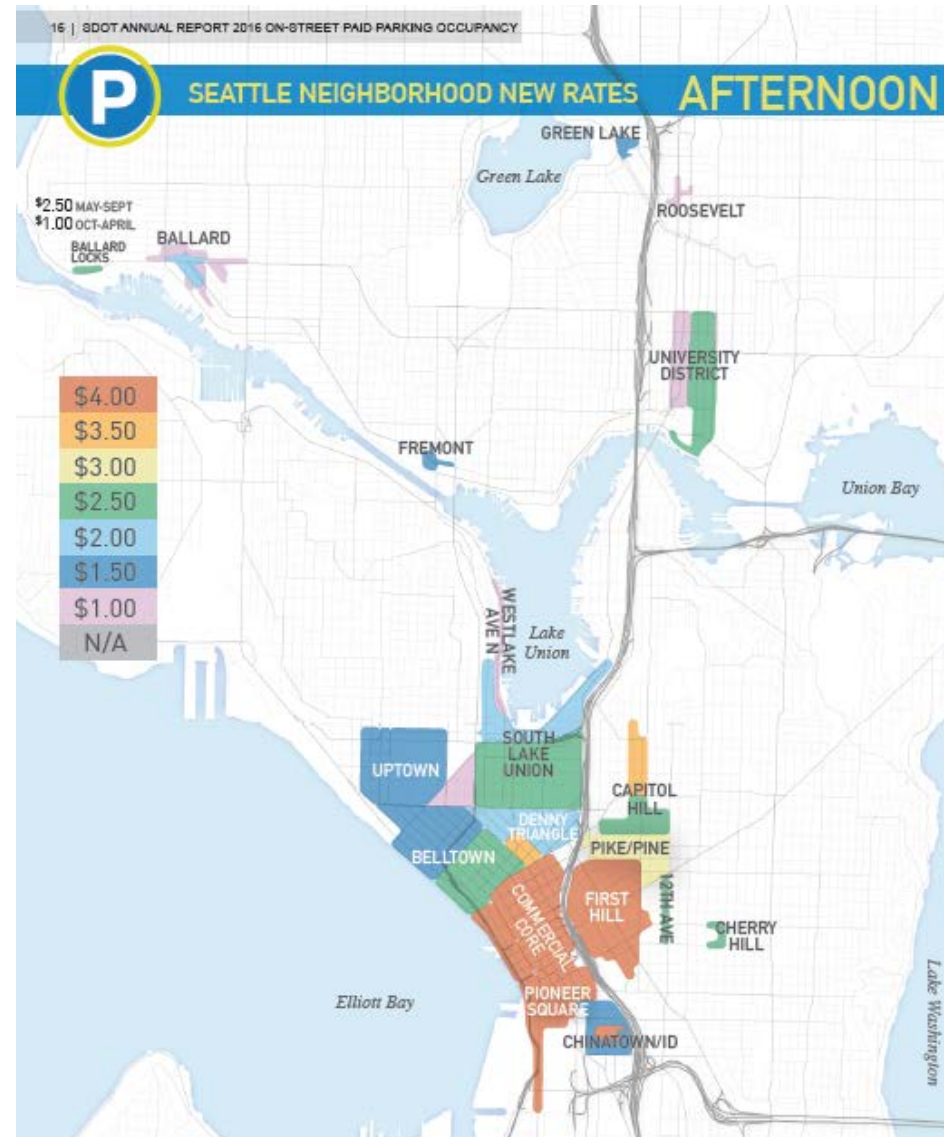 16 | SDOT ANNUAL REPORT 2016 ON-STREET PAID PARKING OCCUPANCY
P
SEATTLE NEIGHBORHOOD NEW RATES
AFTERNOON
GREEN LAKE
Green Lake
ROOSEVELT
$2.50 MAY-SEPT
$1.00 OCT-APRIL
BALLARD
LOCKS
BALLARD
UNIVERSITY
DISTRICT
$4.00
$3.50
$3.00
$2.50
$2.00
$1.50
$1.00
N/A
FREMONT
Union Bay
WESTLAKE
AVE N
Lake
Union
SOUTH
LAKE
UNION
UPTOWN
CAPITOL
HILL
DENNY
TRIANGLE
PIKE/PINE
BELLTOWN
COMMERCIAL
CORE
FIRST
HILL
12TH AVE
CHERRY
HILL
Elliott Bay
PIONEER
SQUARE
CHINATOWN/ID
Lake Washington